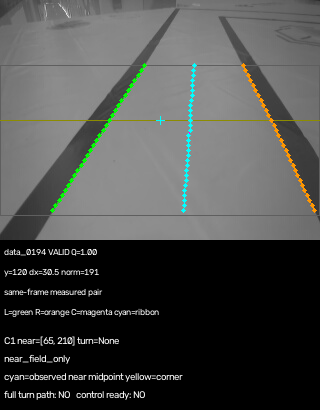 data_0194 VALID Q=1.00
y=120 dx=30.5 norm=191
same-frame measured pair
L=green R=orange C=magenta cyan=ribbon
C1 near=[65, 210] turn=None
near_field_only
cyan=observed near midpoint yellow=corner
full turn path: NO control ready: NO